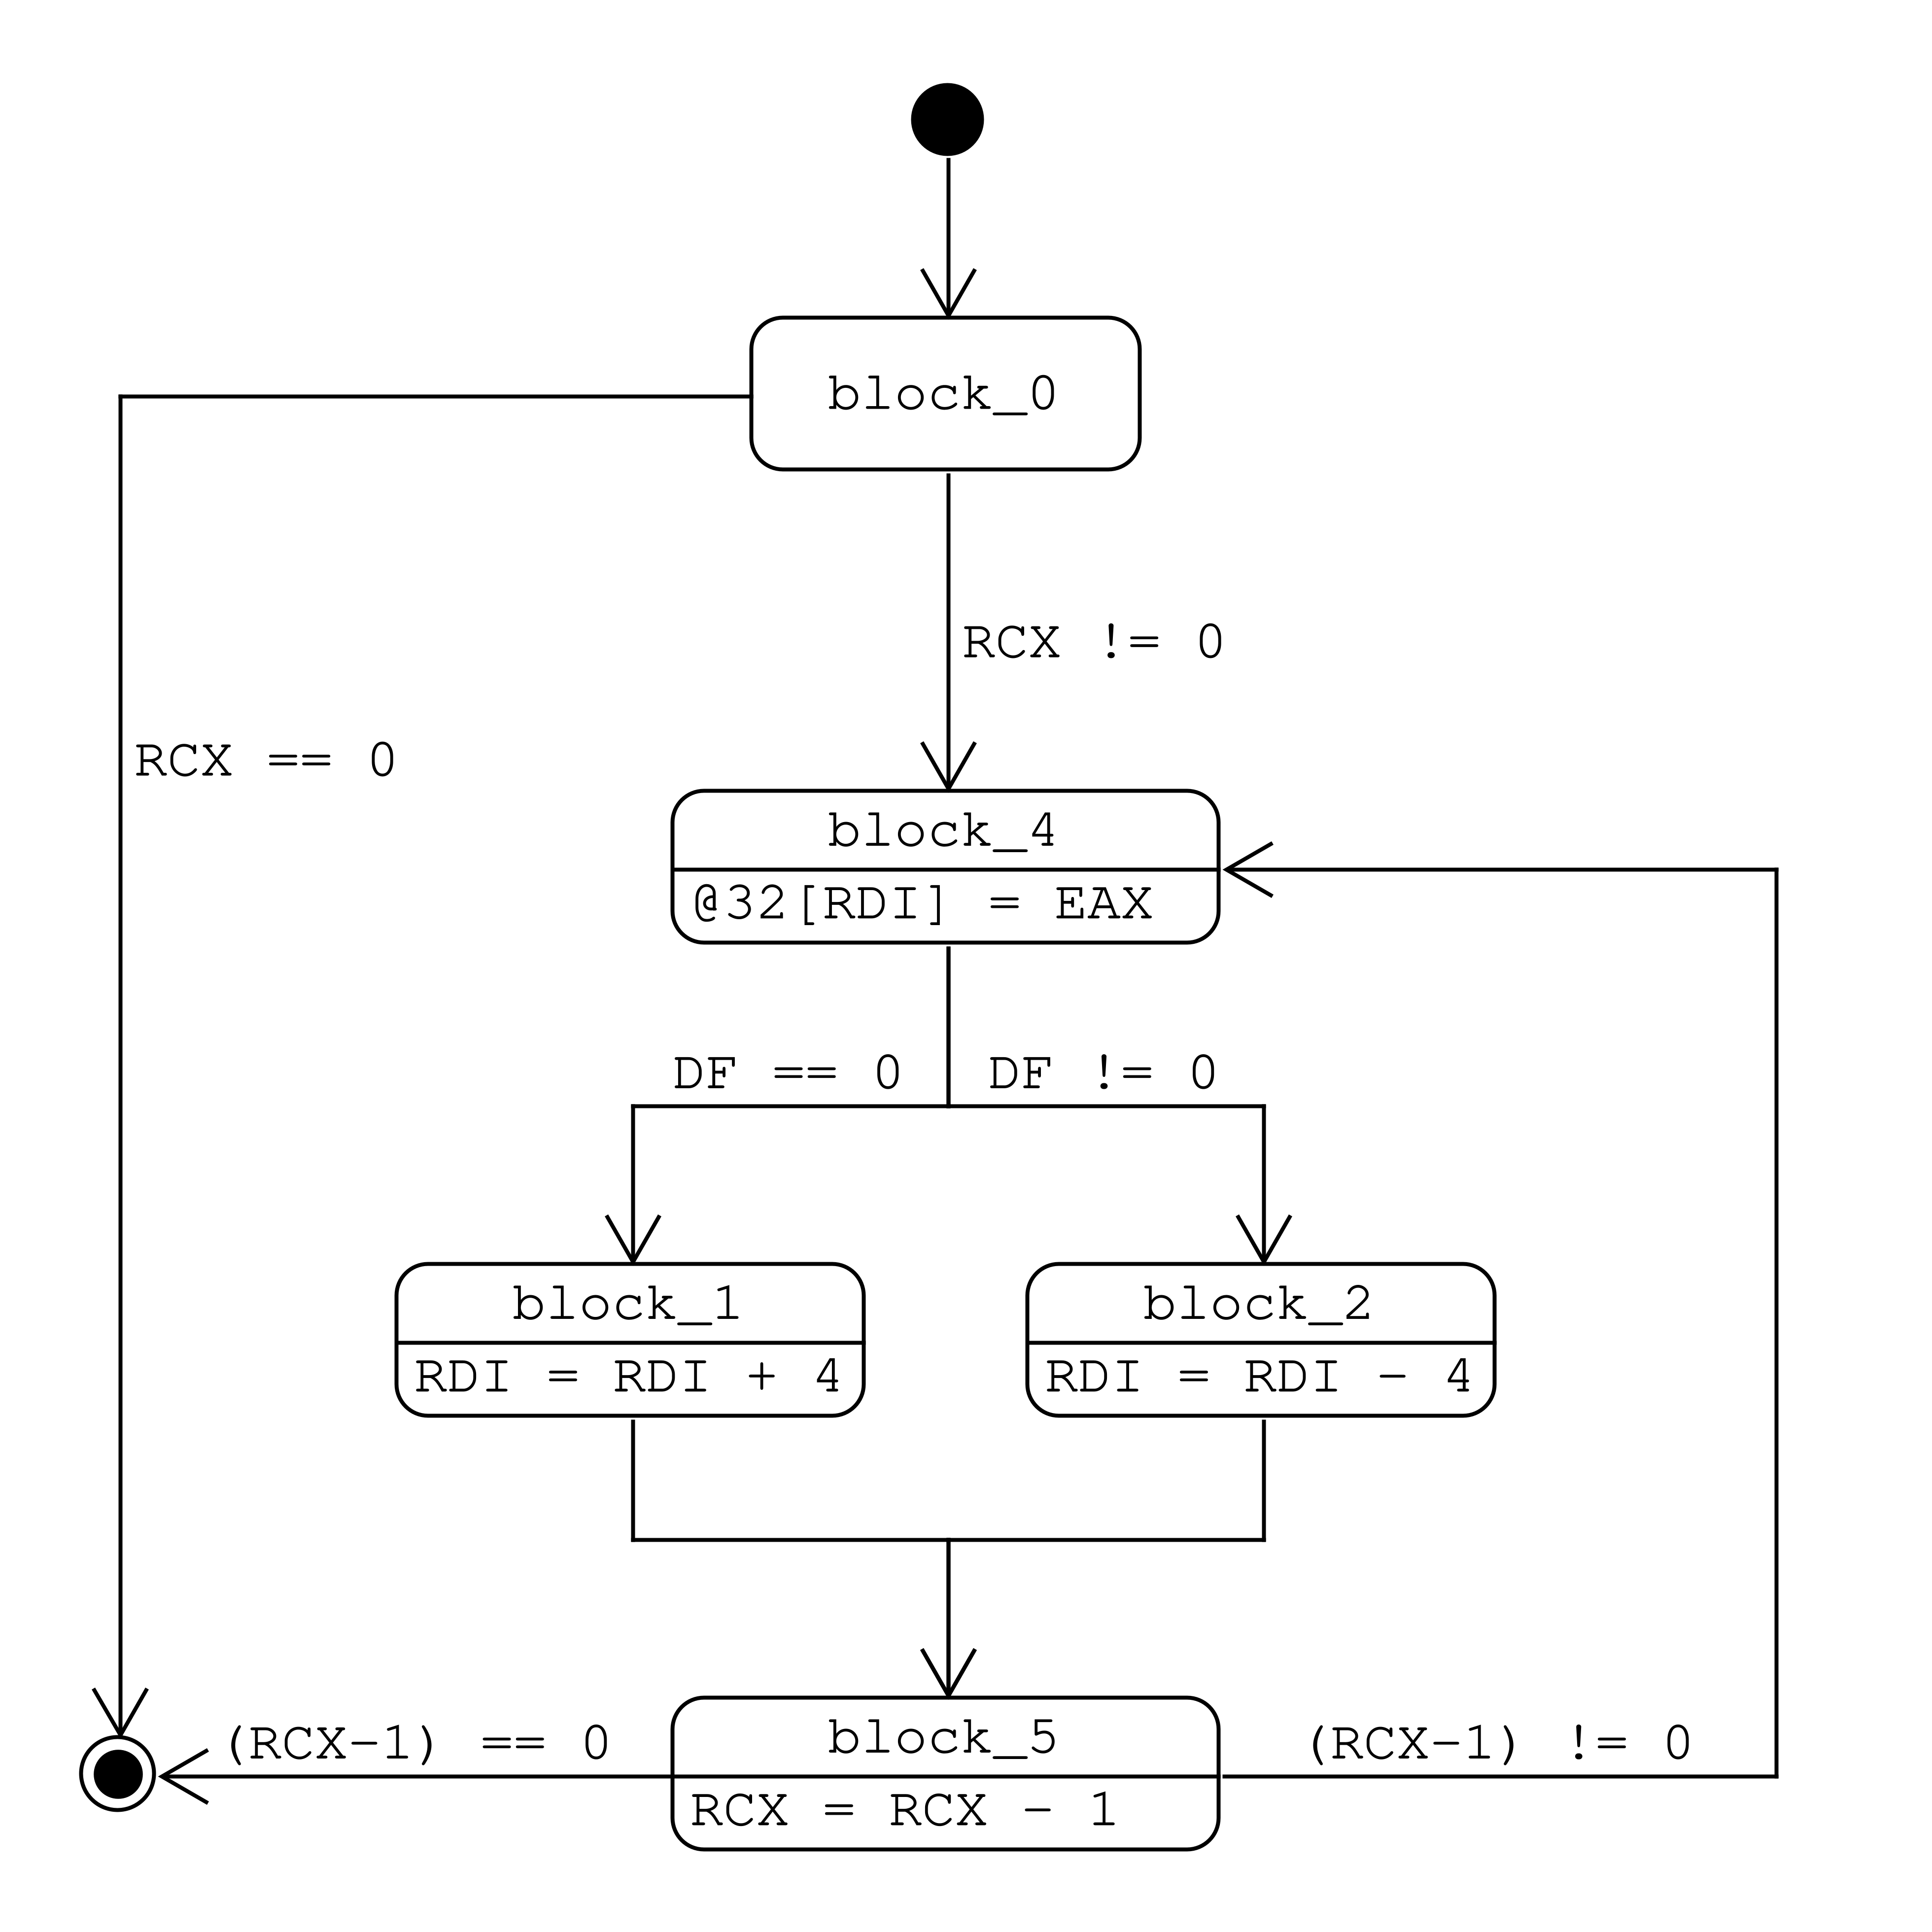 block_0
RCX != 0
RCX == 0
block_4
@32[RDI] = EAX
DF == 0
DF != 0
block_1
RDI = RDI + 4
block_2
RDI = RDI - 4
(RCX-1) == 0
block_5
RCX = RCX - 1
(RCX-1) != 0